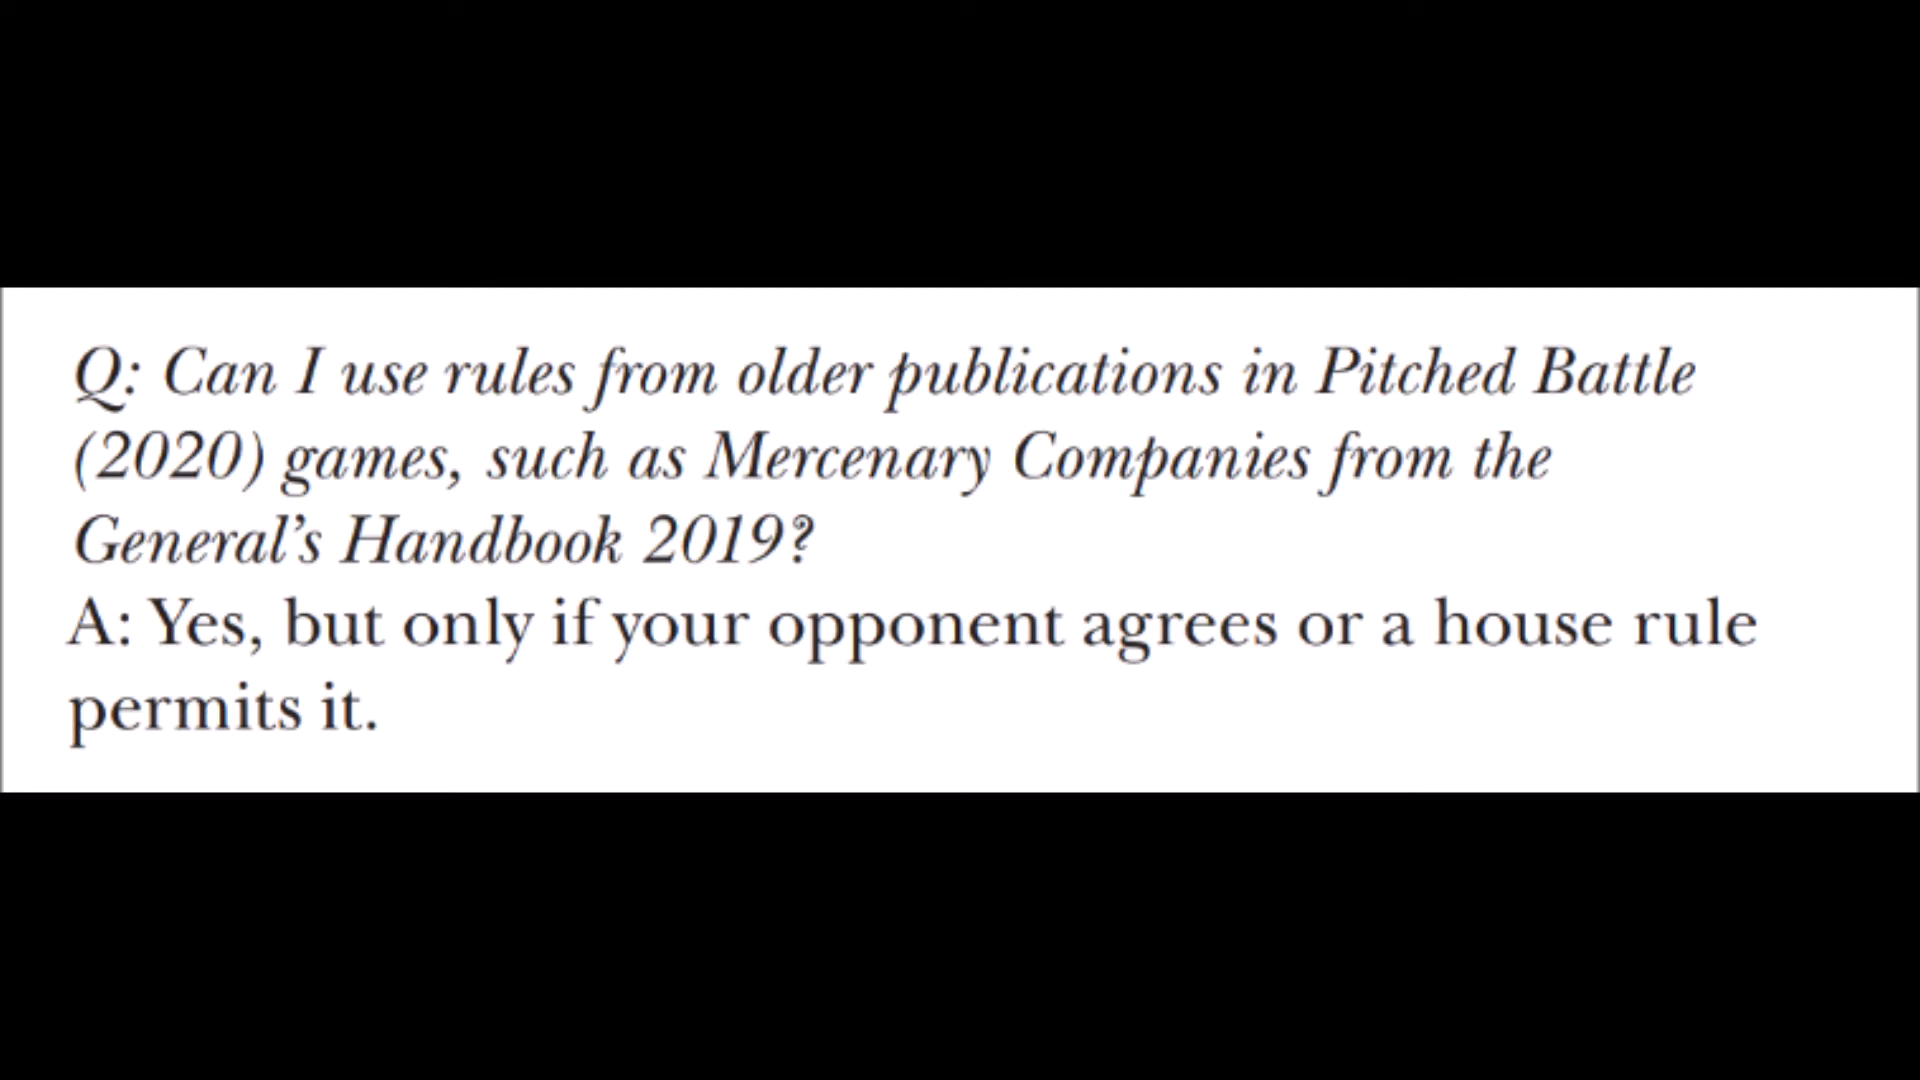 Q: Can I use rules from older publications in Pitched Battle
(2020) games, such as Mercenary Companies from the
General’s Handbook 2019?
A: Yes, but only if your opponent agrees or a house rule
permits it.